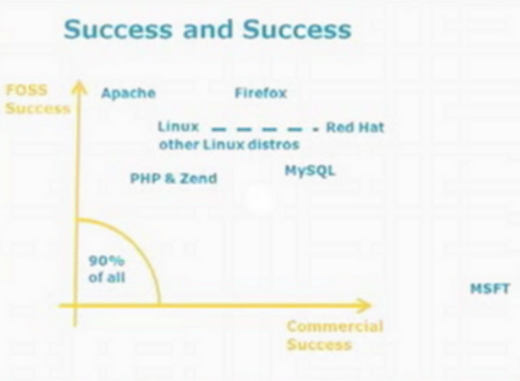 Success and Success
FOSS
Success
Apache
Firefox
Linux
Red Hat
other Linux distros
MySQL
PHP & Zend
90%
of all
MSFT
Commercial
Success